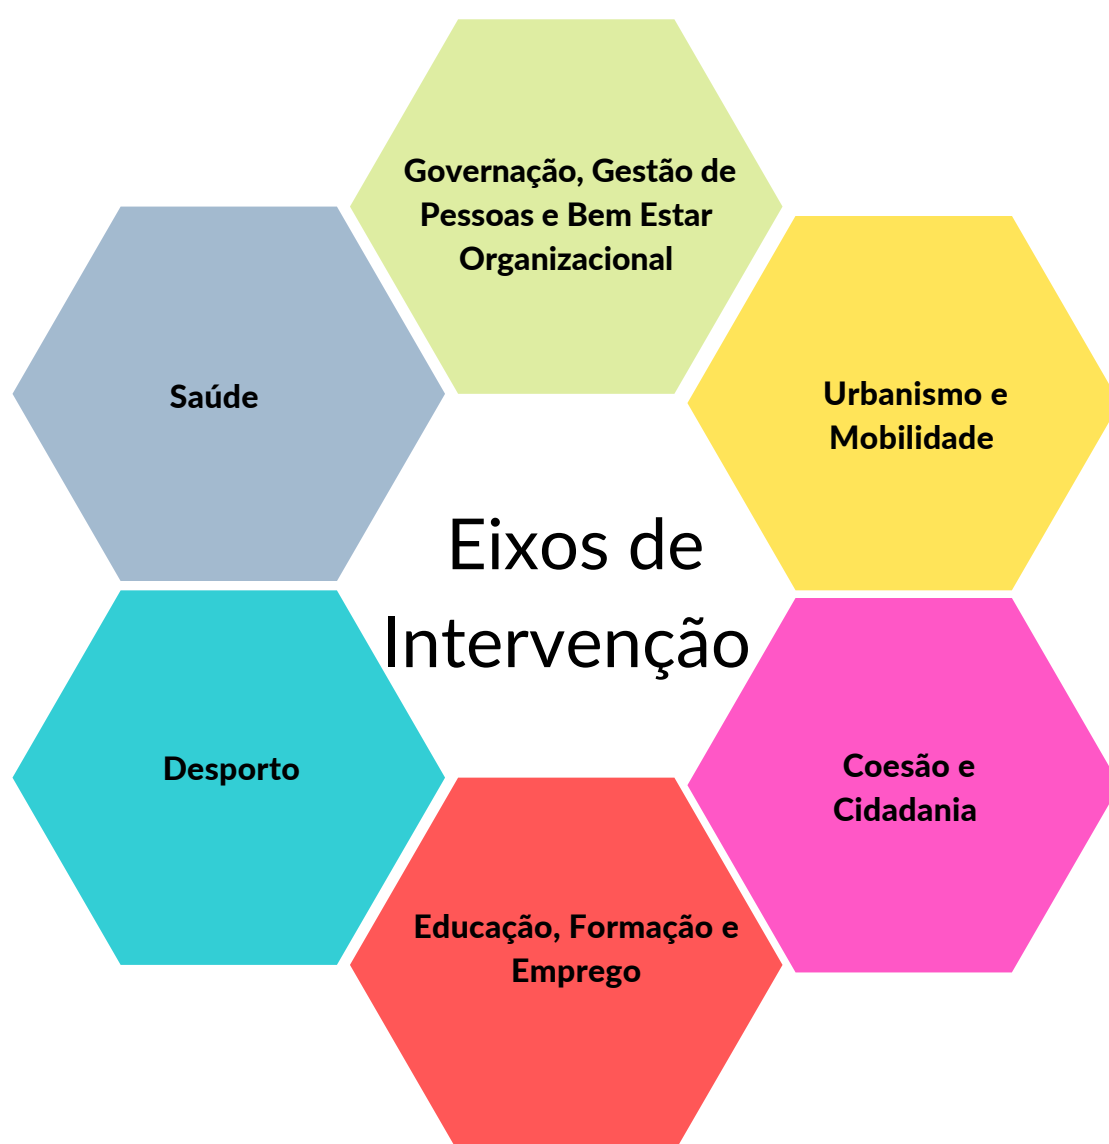 Governação, Gestão de
Pessoas e Bem Estar
Organizacional
Urbanismo e
Mobilidade
Saúde
Eixos de
Intervenção
Coesão e
Cidadania
Desporto
Educação, Formação e
Emprego